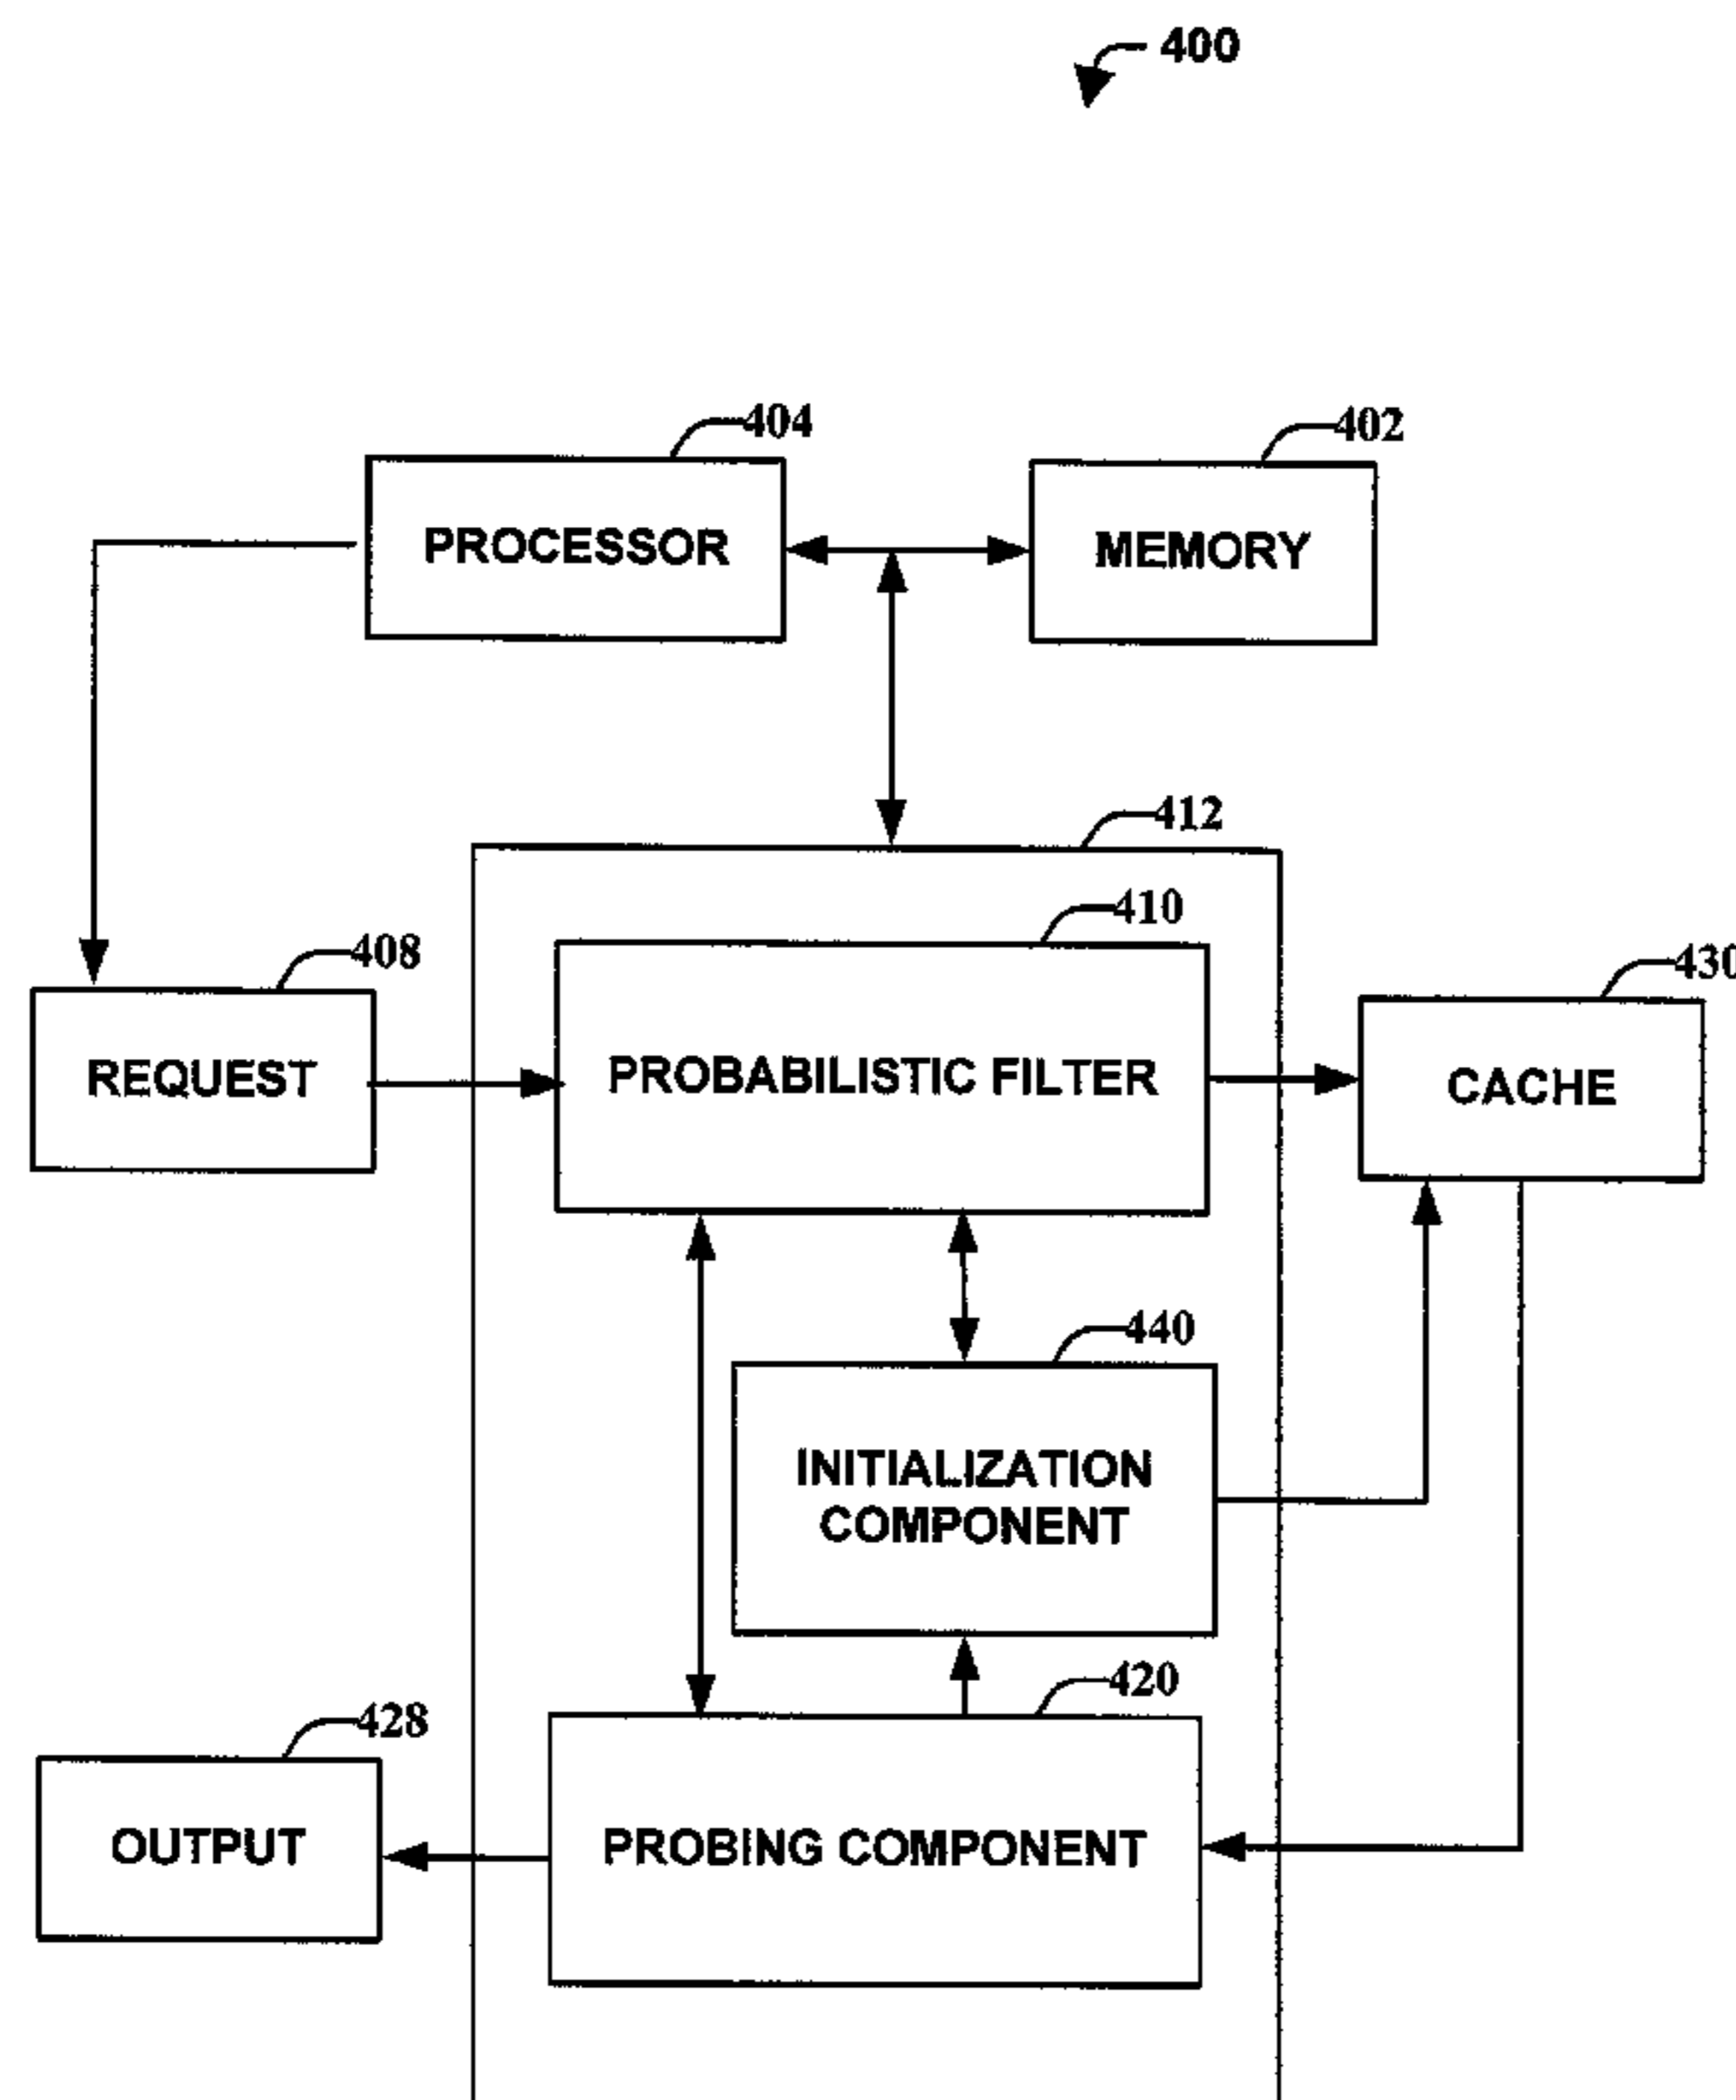 400
404
402
PROCESSOR
MEMORY
412
410
408
430
REQUEST
PROBABILISTIC FILTER
CACHE
440
INITIALIZATION
COMPONENT
420
428
OUTPUT
PROBING COMPONENT